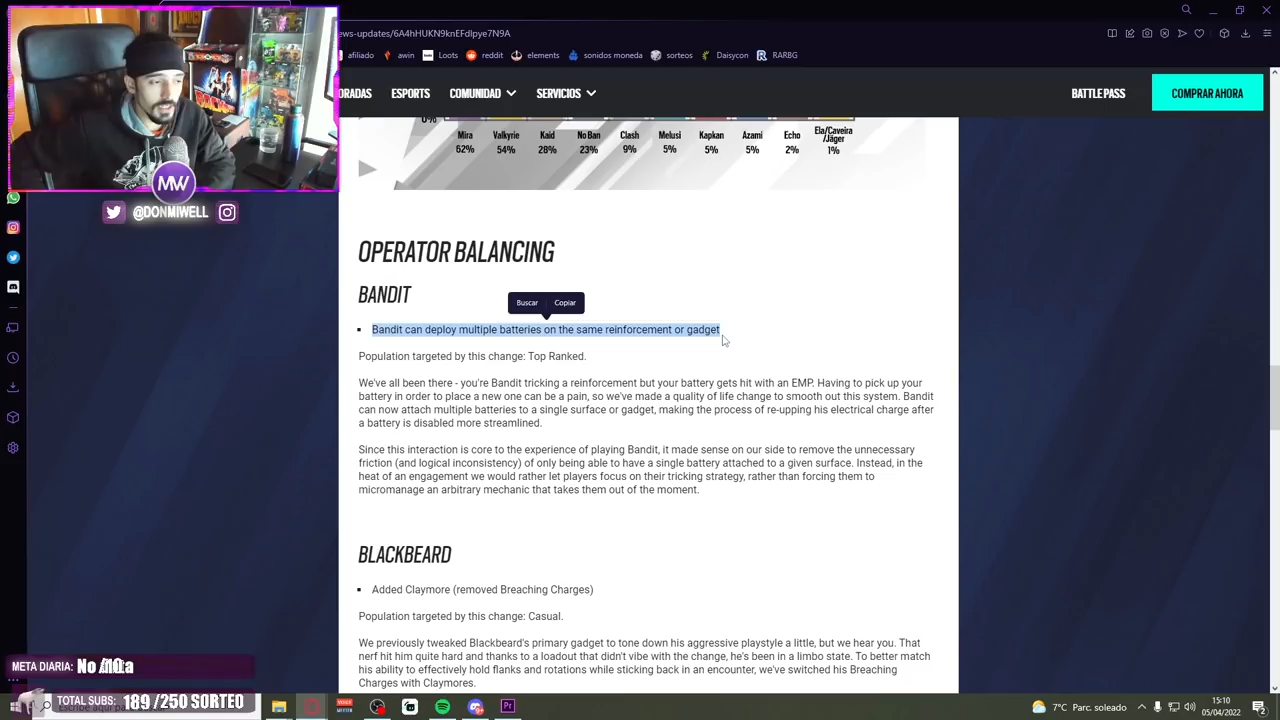 ews-updates/6A4hHUKN9knEFdlpye7N9A
afiliado awin Loots reddit elements sonidos moneda sorteos Daisycon RARBG
ORADAS ESPORTS COMUNIDAD SERVICIOS BATTLE PASS COMPRAR AHORA
0%
Mira Valkyrie Kaid No Ban Clash Melusi Kapkan Azami Echo Ela/Caveira
/Jäger
62% 54% 28% 23% 9% 5% 5% 5% 2% 1%
MW
@DONMIWELL
OPERATOR BALANCING
BANDIT
Buscar Copiar
Bandit can deploy multiple batteries on the same reinforcement or gadget
Population targeted by this change: Top Ranked.
We've all been there - you're Bandit tricking a reinforcement but your battery gets hit with an EMP. Having to pick up your
battery in order to place a new one can be a pain, so we've made a quality of life change to smooth out this system. Bandit
can now attach multiple batteries to a single surface or gadget, making the process of re-upping his electrical charge after
a battery is disabled more streamlined.
Since this interaction is core to the experience of playing Bandit, it made sense on our side to remove the unnecessary
friction (and logical inconsistency) of only being able to have a single battery attached to a given surface. Instead, in the
heat of an engagement we would rather let players focus on their tricking strategy, rather than forcing them to
micromanage an arbitrary mechanic that takes them out of the moment.
BLACKBEARD
Added Claymore (removed Breaching Charges)
Population targeted by this change: Casual.
We previously tweaked Blackbeard's primary gadget to tone down his aggressive playstyle a little, but we hear you. That
nerf hit him quite hard and thanks to a loadout that didn't vibe with the change, he's been in a limbo state. To better match
his ability to effectively hold flanks and rotations while sticking back in an encounter, we've switched his Breaching
Charges with Claymores.
META DIARIA: No
TOTAL SUBS: 189 /250 SORTEO
Escribe aquí para
Pr
7°C Parc. soleado
15:10
05/04/2022
2